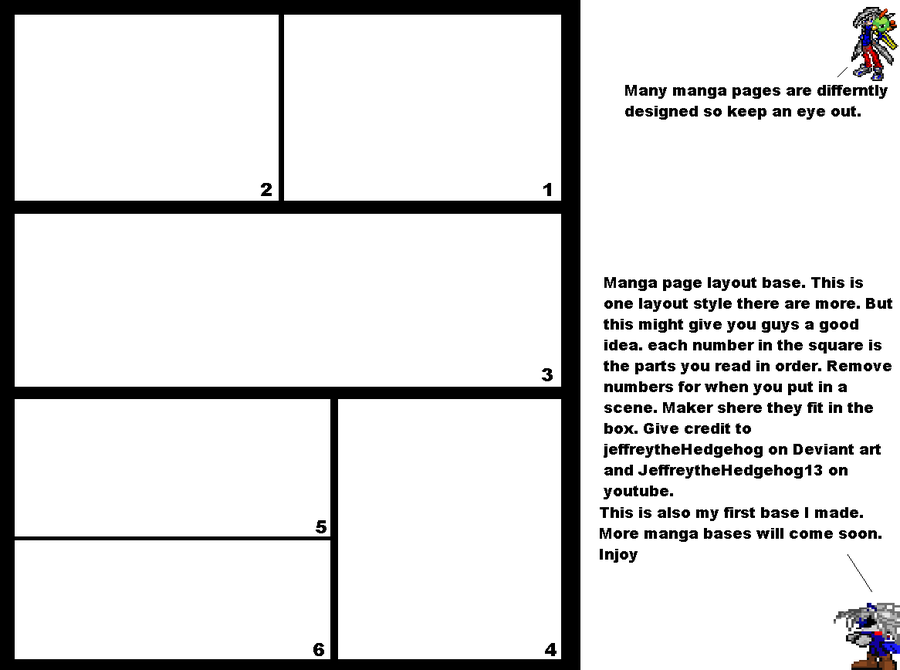 Many manga pages are differntly
designed so keep an eye out.
2
1
3
5
6
4
Manga page layout base. This is
one layout style there are more. But
this might give you guys a good
idea. each number in the square is
the parts you read in order. Remove
numbers for when you put in a
scene. Maker shere they fit in the
box. Give credit to
jeffreytheHedgehog on Deviant art
and JeffreytheHedgehog13 on
youtube.
This is also my first base I made.
More manga bases will come soon.
Injoy